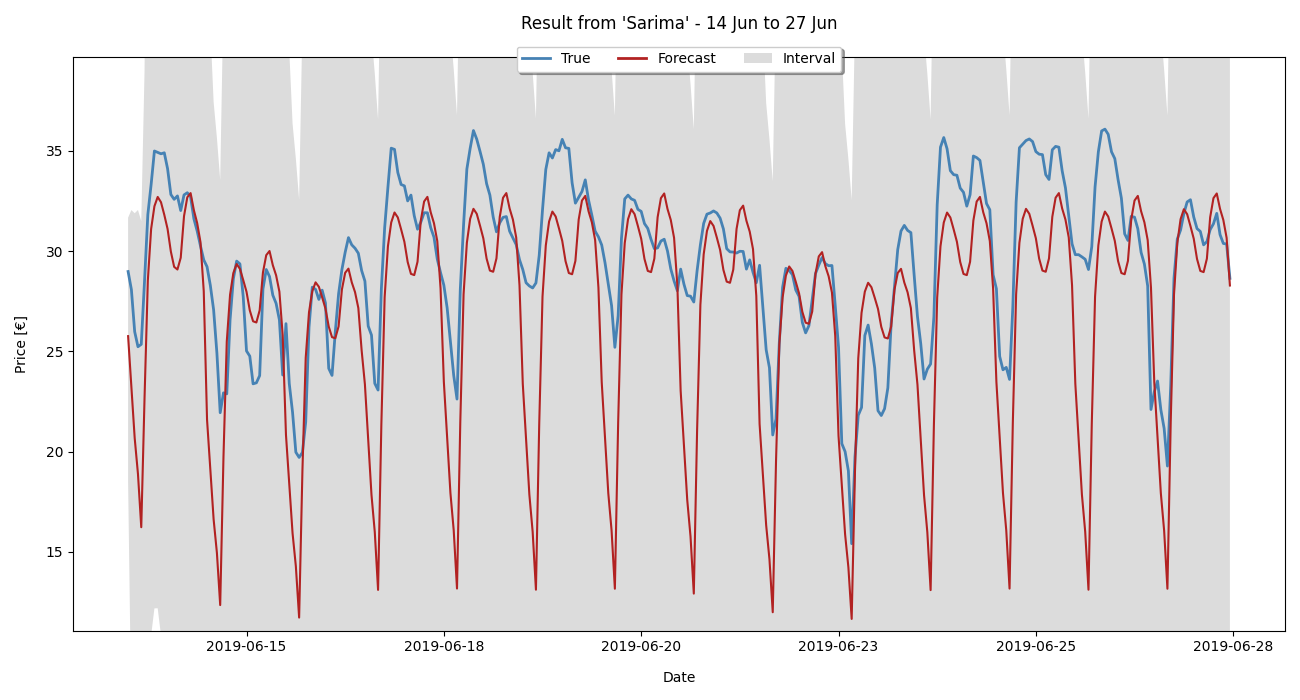 Result from 'Sarima' - 14 Jun to 27 Jun
True Forecast Interval
35
30
25
20
15
Price [€]
2019-06-15 2019-06-18 2019-06-20 2019-06-23 2019-06-25 2019-06-28
Date